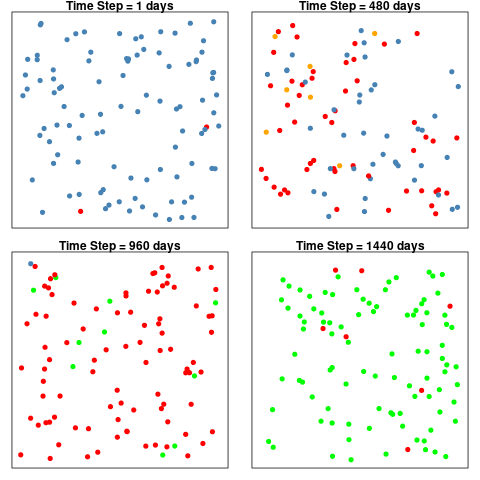 Time Step = 1 days
Time Step = 480 days
Time Step = 960 days
Time Step = 1440 days